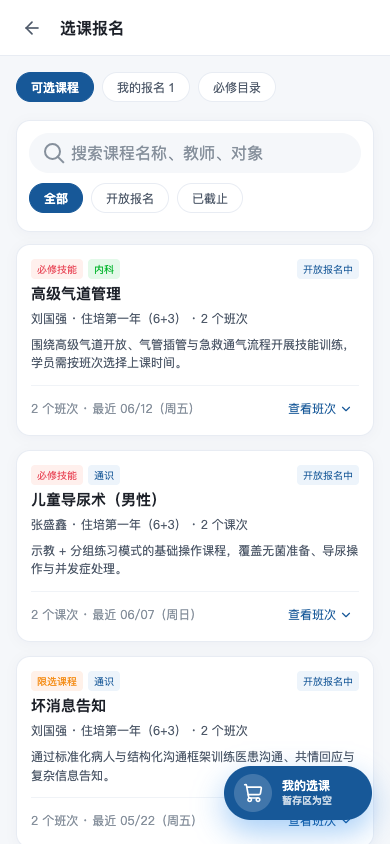 选课报名
可选课程
我的报名 1
必修目录
搜索课程名称、教师、对象
全部
开放报名
已截止
必修技能 内科 开放报名中
高级气道管理
刘国强 · 住培第一年（6+3） · 2 个班次
围绕高级气道开放、气管插管与急救通气流程开展技能训练，
学员需按班次选择上课时间。
2 个班次 · 最近 06/12（周五） 查看班次
必修技能 通识 开放报名中
儿童导尿术（男性）
张盛鑫 · 住培第一年（6+3） · 2 个课次
示教 + 分组练习模式的基础操作课程，覆盖无菌准备、导尿操
作与并发症处理。
2 个课次 · 最近 06/07（周日） 查看班次
限选课程 通识 开放报名中
坏消息告知
刘国强 · 住培第一年（6+3） · 2 个班次
通过标准化病人与结构化沟通框架训练医患沟通、共情回应与
复杂信息告知。
2 个班次 · 最近 05/22（周五） 查看班次
我的选课
暂存区为空